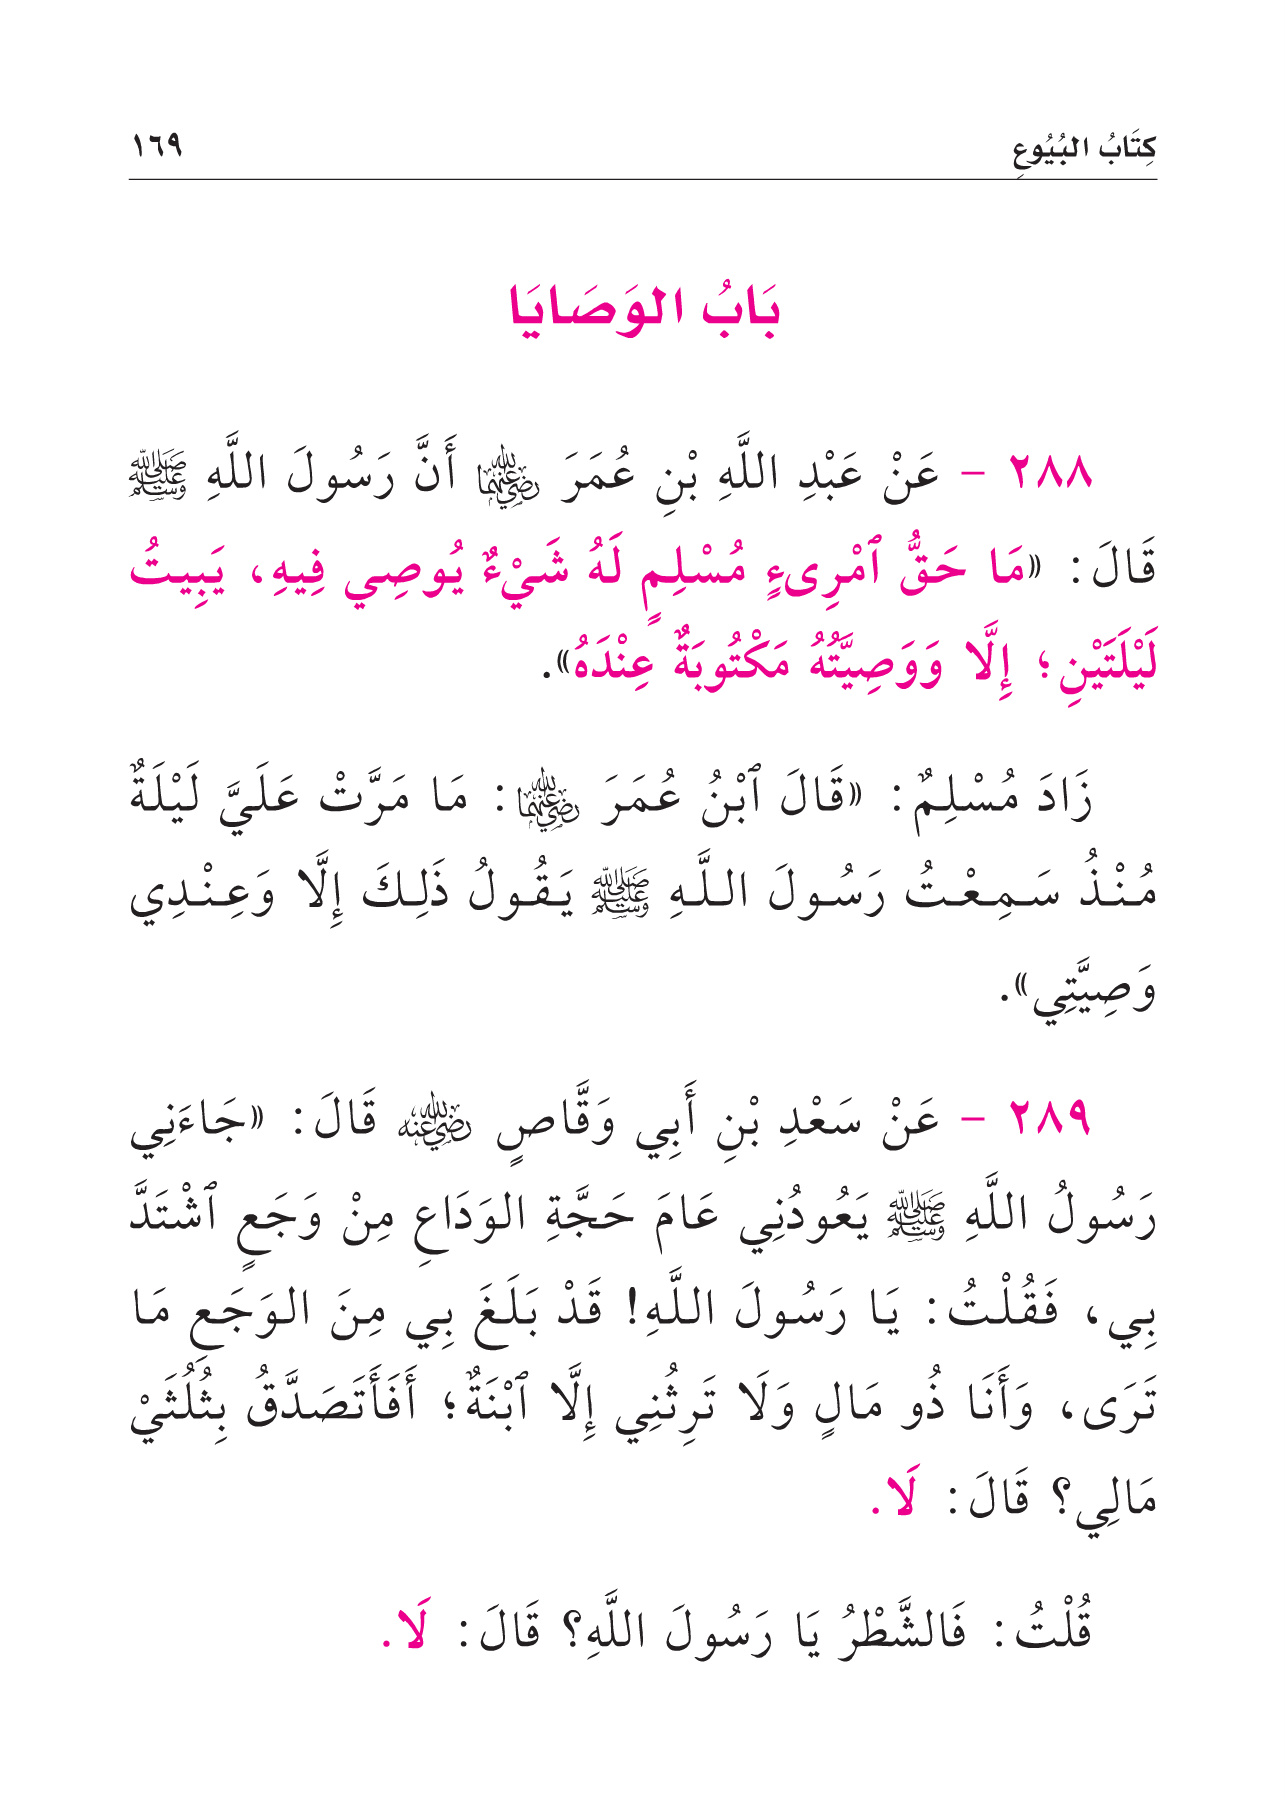 كِتَابُ البُيُوعِ ١٦٩
بَابُ الوَصَايَا
٢٨٨ - عَنْ عَبْدِ اللَّهِ بْنِ عُمَرَ رضي الله عنهما أَنَّ رَسُولَ اللَّهِ ﷺ
قَالَ: «مَا حَقُّ ٱمْرِىءٍ مُسْلِمٍ لَهُ شَيْءٌ يُوصِي فِيهِ، يَبِيتُ
لَيْلَتَيْنِ؛ إِلَّا وَوَصِيَّتُهُ مَكْتُوبَةٌ عِنْدَهُ».
زَادَ مُسْلِمٌ: «قَالَ ٱبْنُ عُمَرَ رضي الله عنهما: مَا مَرَّتْ عَلَيَّ لَيْلَةٌ
مُنْذُ سَمِعْتُ رَسُولَ اللَّهِ ﷺ يَقُولُ ذَلِكَ إِلَّا وَعِنْدِي
وَصِيَّتِي».
٢٨٩ - عَنْ سَعْدِ بْنِ أَبِي وَقَّاصٍ رضي الله عنه قَالَ: «جَاءَنِي
رَسُولُ اللَّهِ ﷺ يَعُودُنِي عَامَ حَجَّةِ الوَدَاعِ مِنْ وَجَعٍ ٱشْتَدَّ
بِي، فَقُلْتُ: يَا رَسُولَ اللَّهِ! قَدْ بَلَغَ بِي مِنَ الوَجَعِ مَا
تَرَى، وَأَنَا ذُو مَالٍ وَلَا تَرِثُنِي إِلَّا ٱبْنَةٌ؛ أَفَأَتَصَدَّقُ بِثُلُثَيْ
مَالِي؟ قَالَ: لَا.
قُلْتُ: فَالشَّطْرُ يَا رَسُولَ اللَّهِ؟ قَالَ: لَا.